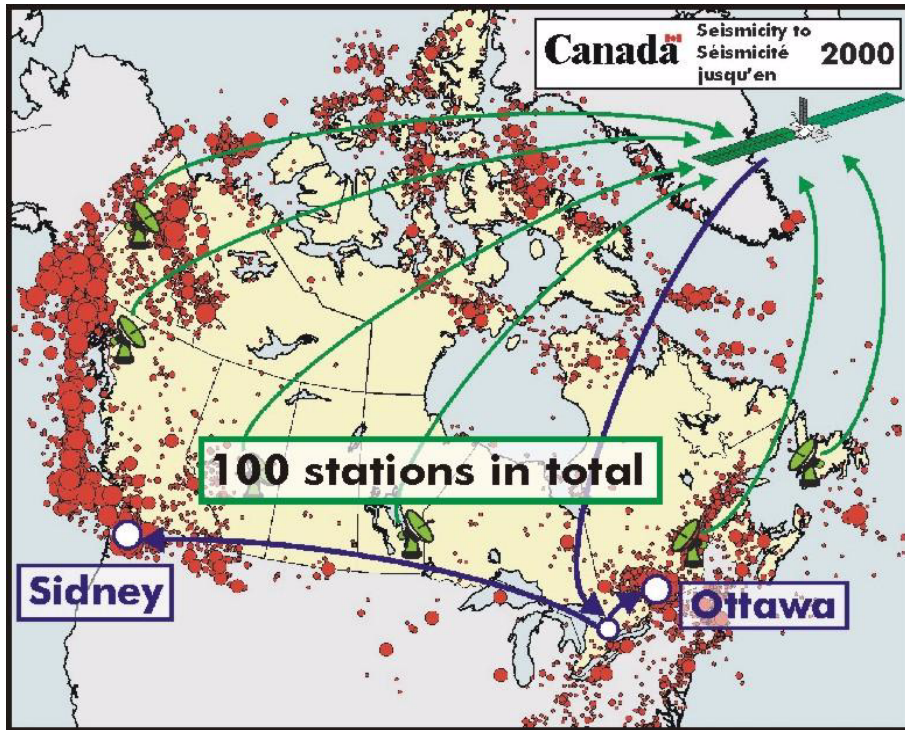 Canada
Seismicity to
Séismicité
jusqu'en
2000
100 stations in total
Sidney
Ottawa